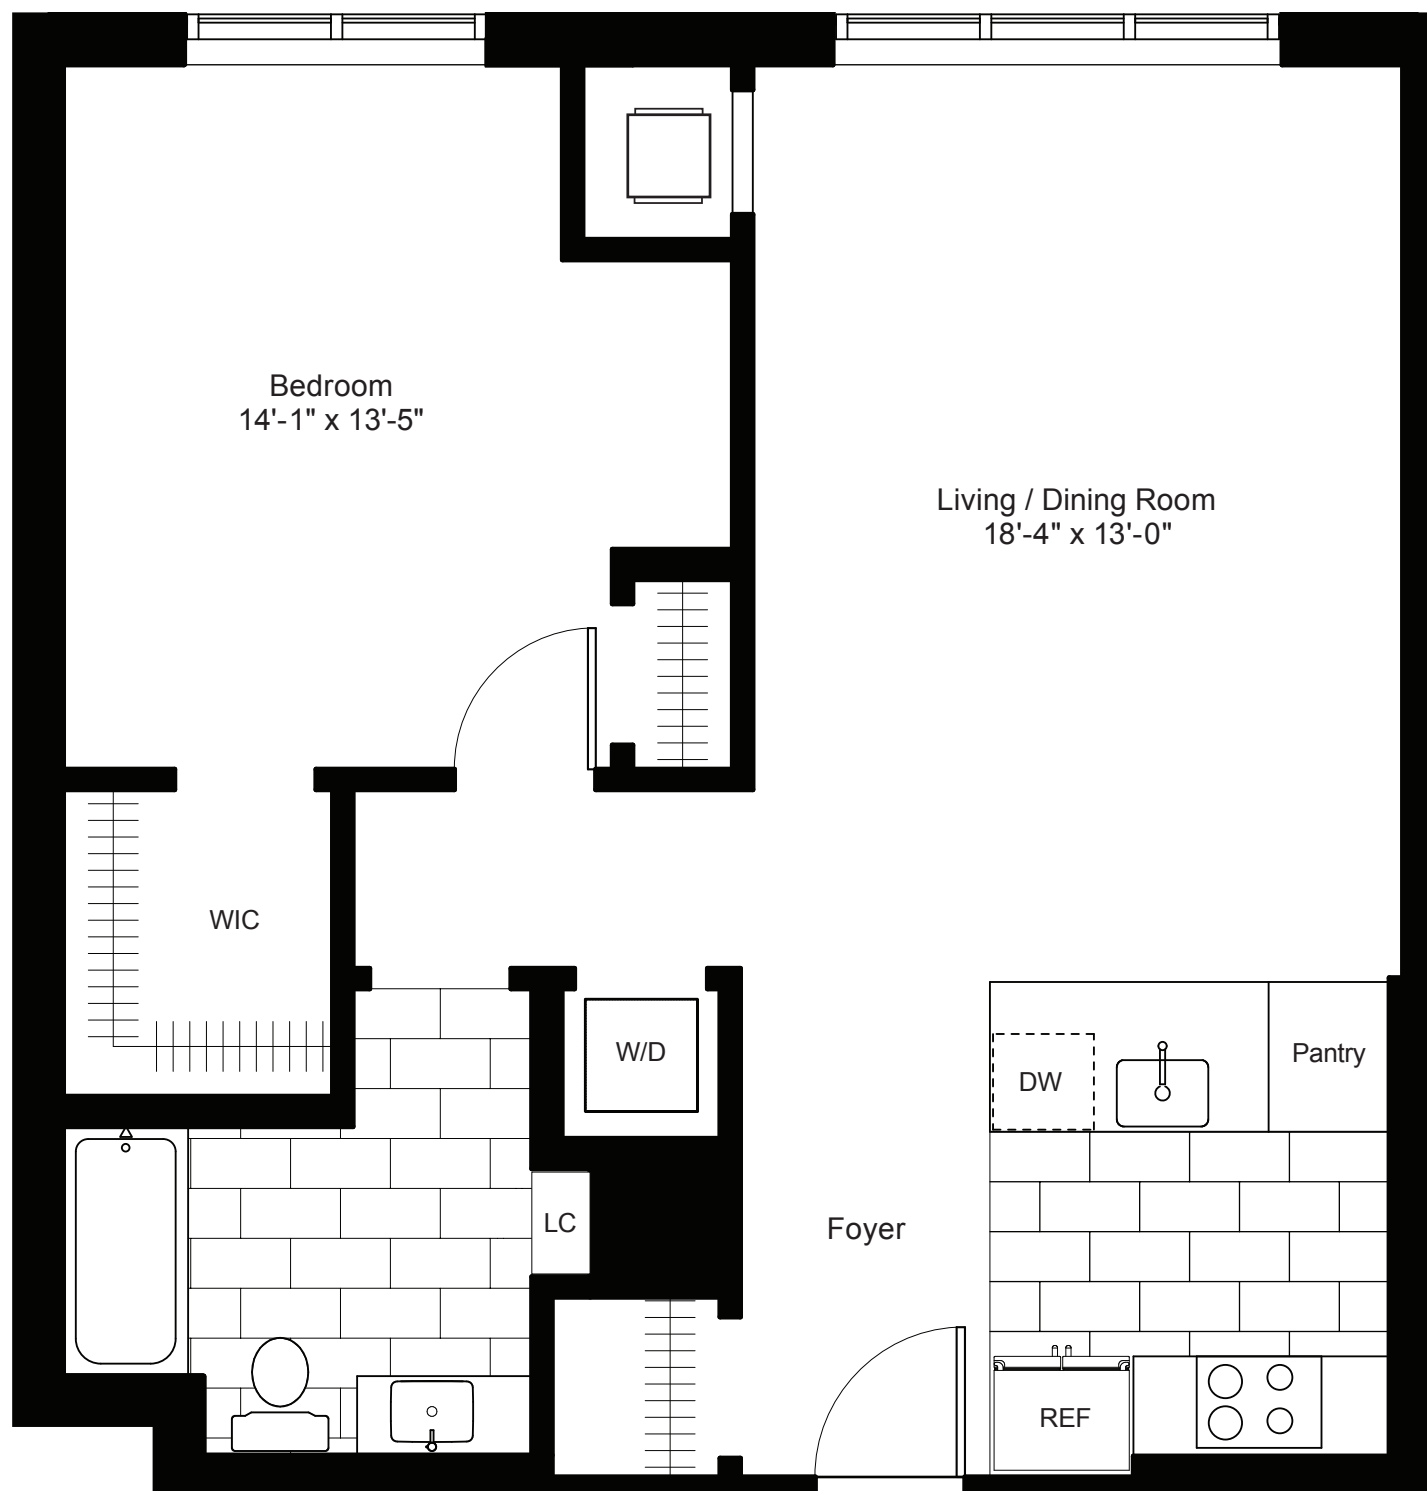 Bedroom
14'-1" x 13'-5"
Living / Dining Room
18'-4" x 13'-0"
WIC
W/D
DW
Pantry
LC
Foyer
REF